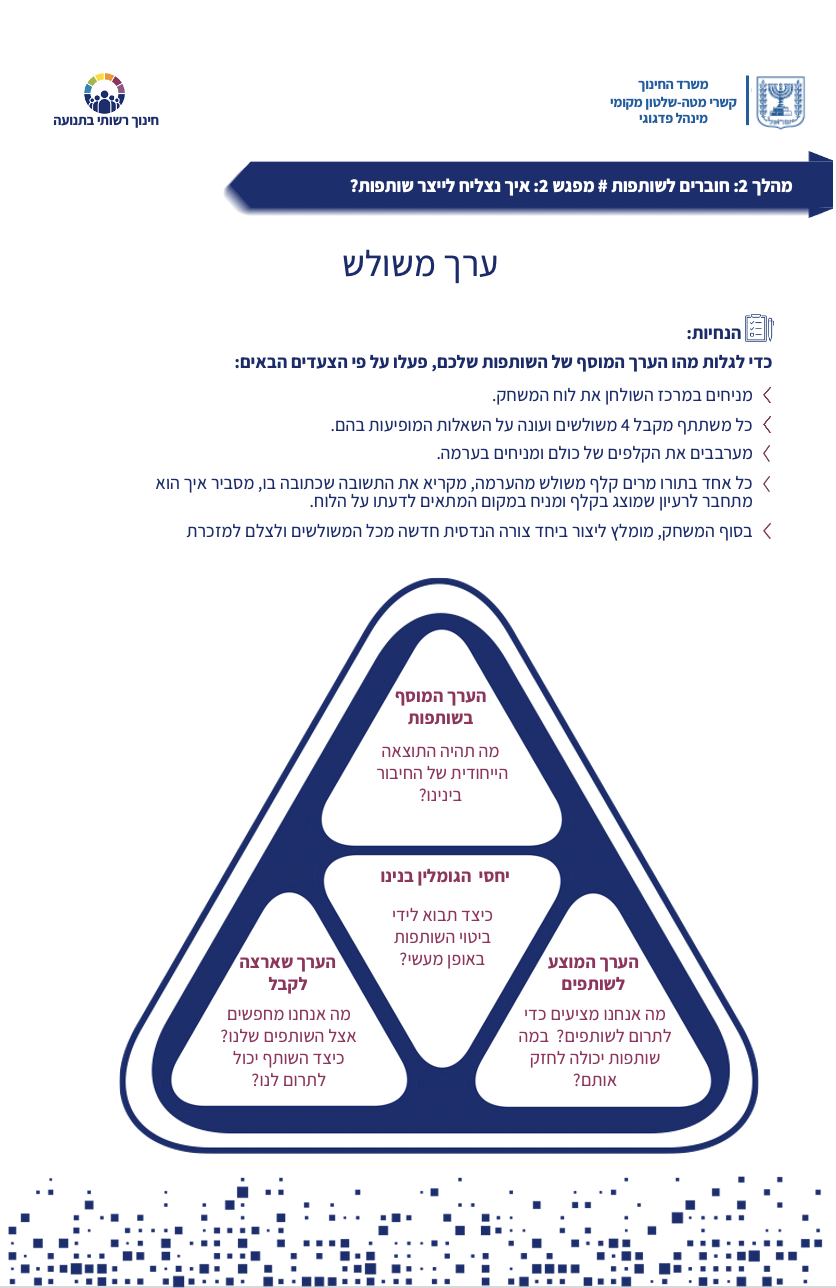 משרד החינוך
קשרי מטה-שלטון מקומי
מינהל פדגוגי
חינוך רשותי בתנועה
מהלך 2: חוברים לשותפות # מפגש 2: איך נצליח לייצר שותפות?
ערך משולש
הנחיות:
כדי לגלות מהו הערך המוסף של השותפות שלכם, פעלו על פי הצעדים הבאים:
מניחים במרכז השולחן את לוח המשחק.
כל משתתף מקבל 4 משולשים ועונה על השאלות המופיעות בהם.
מערבבים את הקלפים של כולם ומניחים בערמה.
כל אחד בתורו מרים קלף משולש מהערמה, מקריא את התשובה שכתובה בו, מסביר איך הוא
מתחבר לרעיון שמוצג בקלף ומניח במקום המתאים לדעתו על הלוח.
בסוף המשחק, מומלץ ליצור ביחד צורה הנדסית חדשה מכל המשולשים ולצלם למזכרת
הערך המוסף
בשותפות
מה תהיה התוצאה
הייחודית של החיבור
בינינו?
יחסי הגומלין בנינו
כיצד תבוא לידי
ביטוי השותפות
באופן מעשי?
הערך המוצע
לשותפים
מה אנחנו מציעים כדי
לתרום לשותפים? במה
שותפות יכולה לחזק
אותם?
הערך שארצה
לקבל
מה אנחנו מחפשים
אצל השותפים שלנו?
כיצד השותף יכול
לתרום לנו?